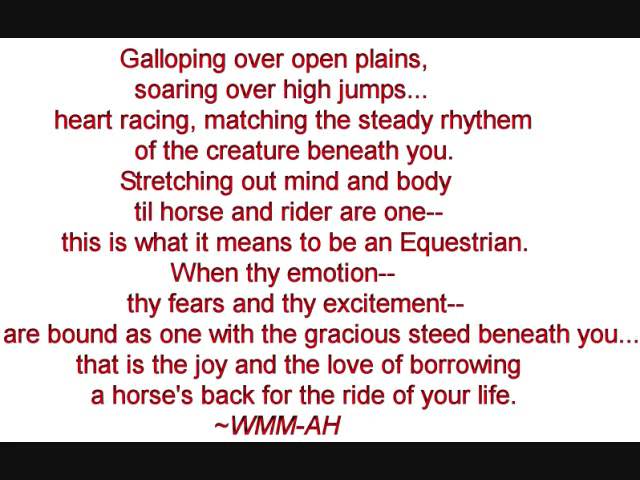 Galloping over open plains,
soaring over high jumps...
heart racing, matching the steady rhythem
of the creature beneath you.
Stretching out mind and body
til horse and rider are one--
this is what it means to be an Equestrian.
When thy emotion--
thy fears and thy excitement--
are bound as one with the gracious steed beneath you...
that is the joy and the love of borrowing
a horse's back for the ride of your life.
~WMM-AH